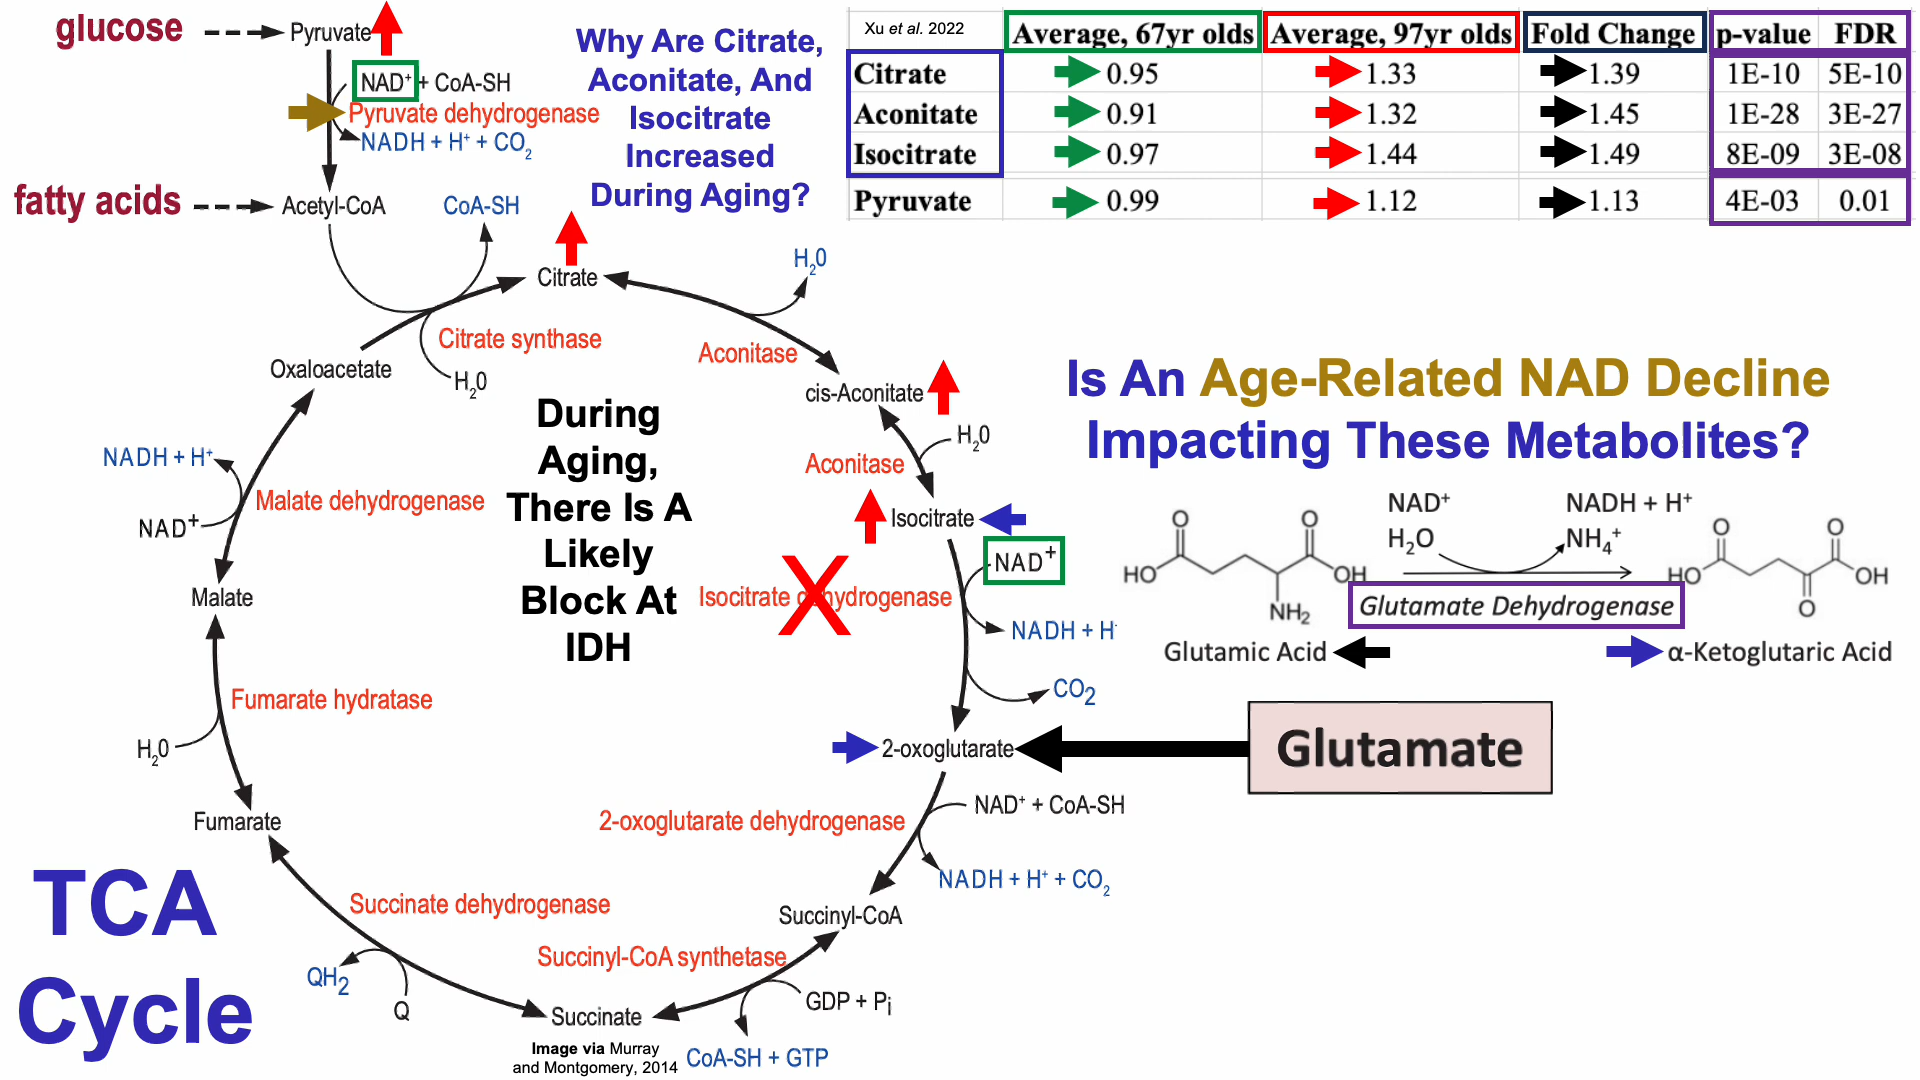 glucose
Pyruvate
NAD+ + CoA-SH
Pyruvate dehydrogenase
NADH + H+ + CO2
fatty acids
Acetyl-CoA
CoA-SH
Why Are Citrate,
Aconitate, And
Isocitrate
Increased
During Aging?
Xu et al. 2022 Average, 67yr olds Average, 97yr olds Fold Change p-value FDR
Citrate 0.95 1.33 1.39 1E-10 5E-10
Aconitate 0.91 1.32 1.45 1E-28 3E-27
Isocitrate 0.97 1.44 1.49 8E-09 3E-08
Pyruvate 0.99 1.12 1.13 4E-03 0.01
Citrate
H20
Citrate synthase
H20
Aconitase
Oxaloacetate
cis-Aconitate
H20
Aconitase
Isocitrate
NAD+
Isocitrate dehydrogenase
X
NADH + H-
CO2
During
Aging,
There Is A
Likely
Block At
IDH
Is An Age-Related NAD Decline
Impacting These Metabolites?
NAD+ NADH + H+
H2O NH4+
O O O O
HO OH HO OH
NH2 O
Glutamate Dehydrogenase
Glutamic Acid α-Ketoglutaric Acid
NADH + H+
Malate dehydrogenase
NAD+
Malate
Fumarate hydratase
H20
Fumarate
2-oxoglutarate
Glutamate
NAD+ + CoA-SH
2-oxoglutarate dehydrogenase
NADH + H+ + CO2
Succinyl-CoA
Succinate dehydrogenase
Succinyl-CoA synthetase
QH2
Q
GDP + Pi
Succinate
CoA-SH + GTP
Image via Murray
and Montgomery, 2014
TCA
Cycle